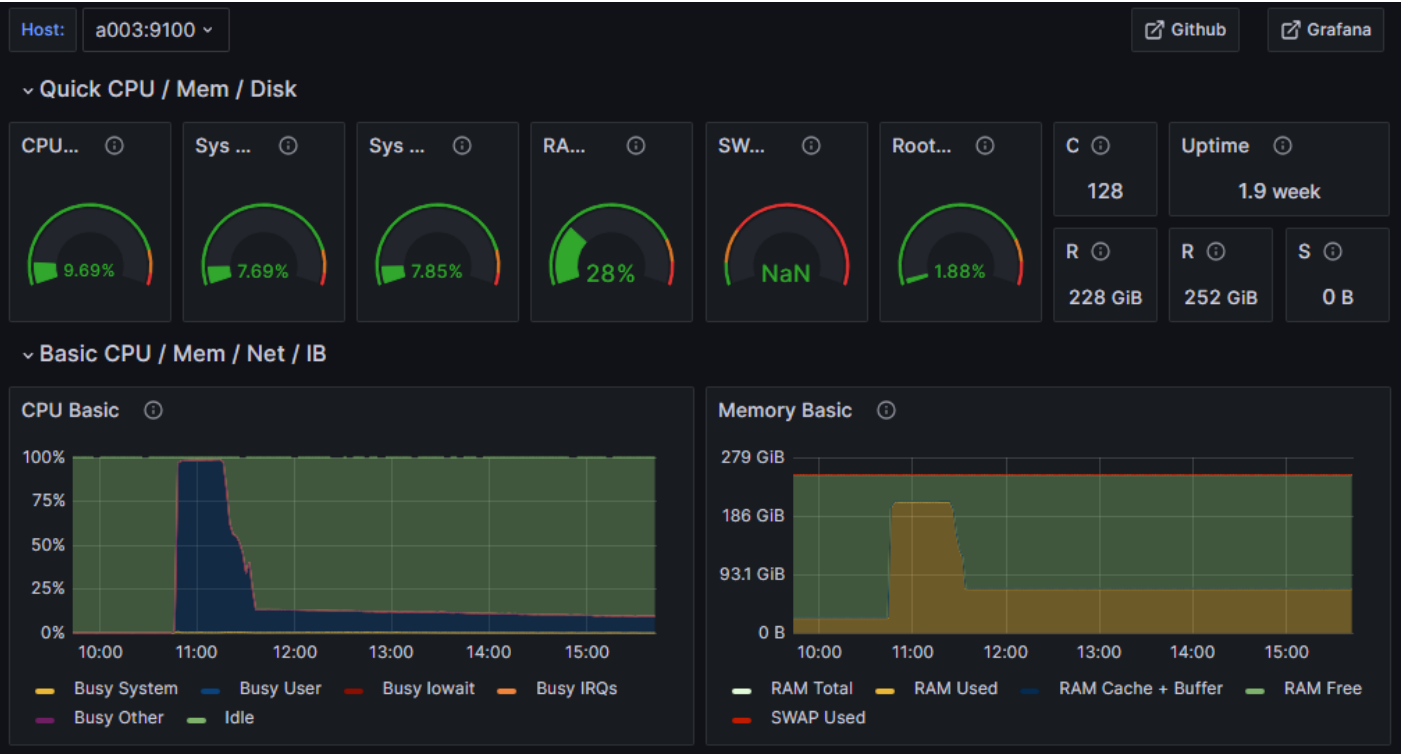 Host: a003:9100 Github Grafana
Quick CPU / Mem / Disk
CPU... Sys ... Sys ... RA... SW... Root... C Uptime
128 1.9 week
9.69% 7.69% 7.85% 28% NaN 1.88%
R R S
228 GiB 252 GiB 0 B
Basic CPU / Mem / Net / IB
CPU Basic
100%
75%
50%
25%
0%
10:00 11:00 12:00 13:00 14:00 15:00
Busy System Busy User Busy Iowait Busy IRQs
Busy Other Idle
Memory Basic
279 GiB
186 GiB
93.1 GiB
0 B
10:00 11:00 12:00 13:00 14:00 15:00
RAM Total RAM Used RAM Cache + Buffer RAM Free
SWAP Used